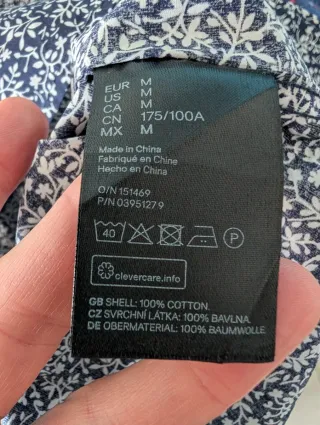 EUR M
US M
CA M
CN 175/100A
MX M
Made in China
Fabriqué en Chine
Hecho en China
O/N 151469
P/N 03951279
40
P
clevercare.info
GB SHELL: 100% COTTON.
CZ SVRCHNÍ LÁTKA: 100% BAVLNA.
DE OBERMATERIAL: 100% BAUMWOLLE